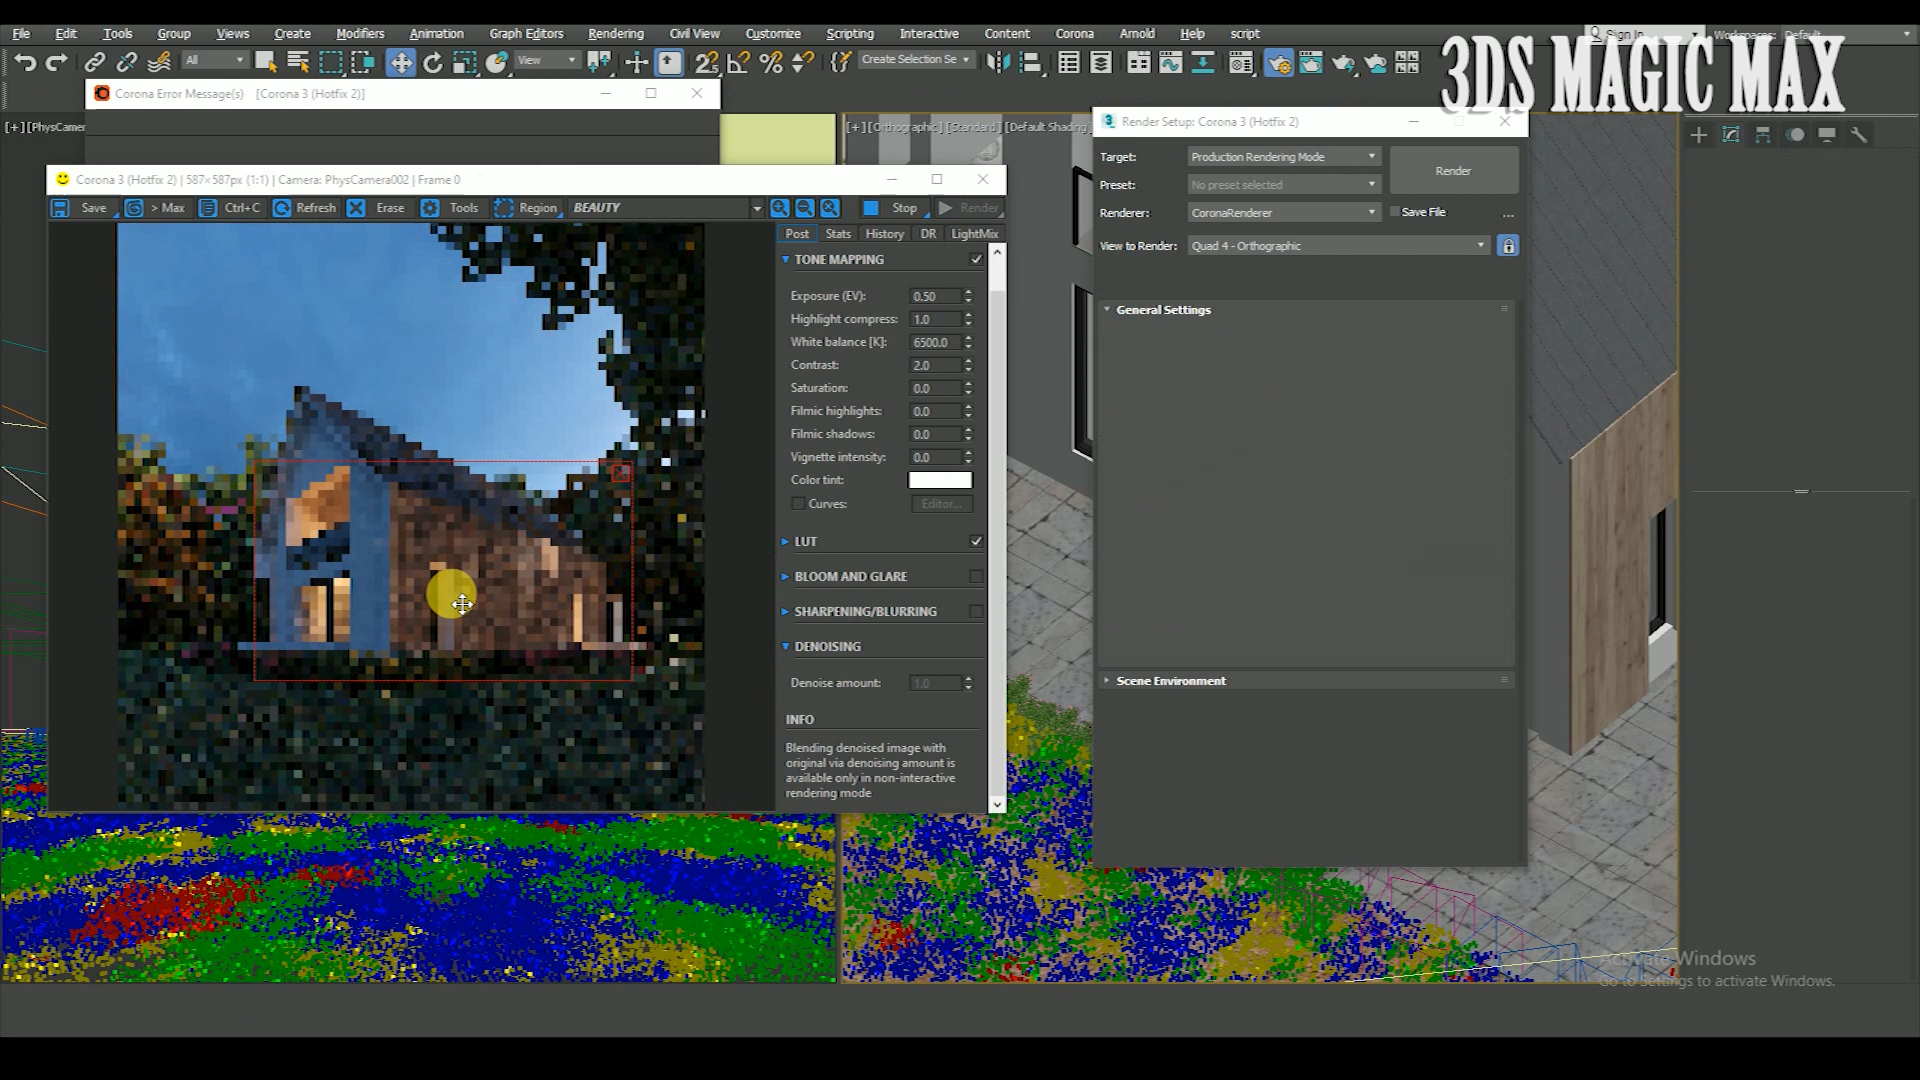 File Edit Tools Group Views Create Modifiers Animation Graph Editors Rendering Civil View Customize Scripting Interactive Content Corona Arnold Help script
Sign In
Workspaces: Default
3DS MAGIC MAX
All
View
Create Selection Se
Corona Error Message(s) [Corona 3 (Hotfix 2)]
[+] [PhysCamer
[+] [Orthographic] [Standard] [Default Shading]
Corona 3 (Hotfix 2) | 587×587px (1:1) | Camera: PhysCamera002 | Frame 0
Save > Max Ctrl+C Refresh Erase Tools Region BEAUTY Stop Render
Post Stats History DR LightMix
TONE MAPPING
Exposure (EV): 0.50
Highlight compress: 1.0
White balance [K]: 6500.0
Contrast: 2.0
Saturation: 0.0
Filmic highlights: 0.0
Filmic shadows: 0.0
Vignette intensity: 0.0
Color tint:
Curves: Editor...
LUT
BLOOM AND GLARE
SHARPENING/BLURRING
DENOISING
Denoise amount: 1.0
INFO
Blending denoised image with
original via denoising amount is
available only in non-interactive
rendering mode
Render Setup: Corona 3 (Hotfix 2)
Target: Production Rendering Mode
Render
Preset: No preset selected
Renderer: CoronaRenderer
Save File ...
View to Render: Quad 4 - Orthographic
General Settings
Scene Environment
Activate Windows
Go to Settings to activate Windows.